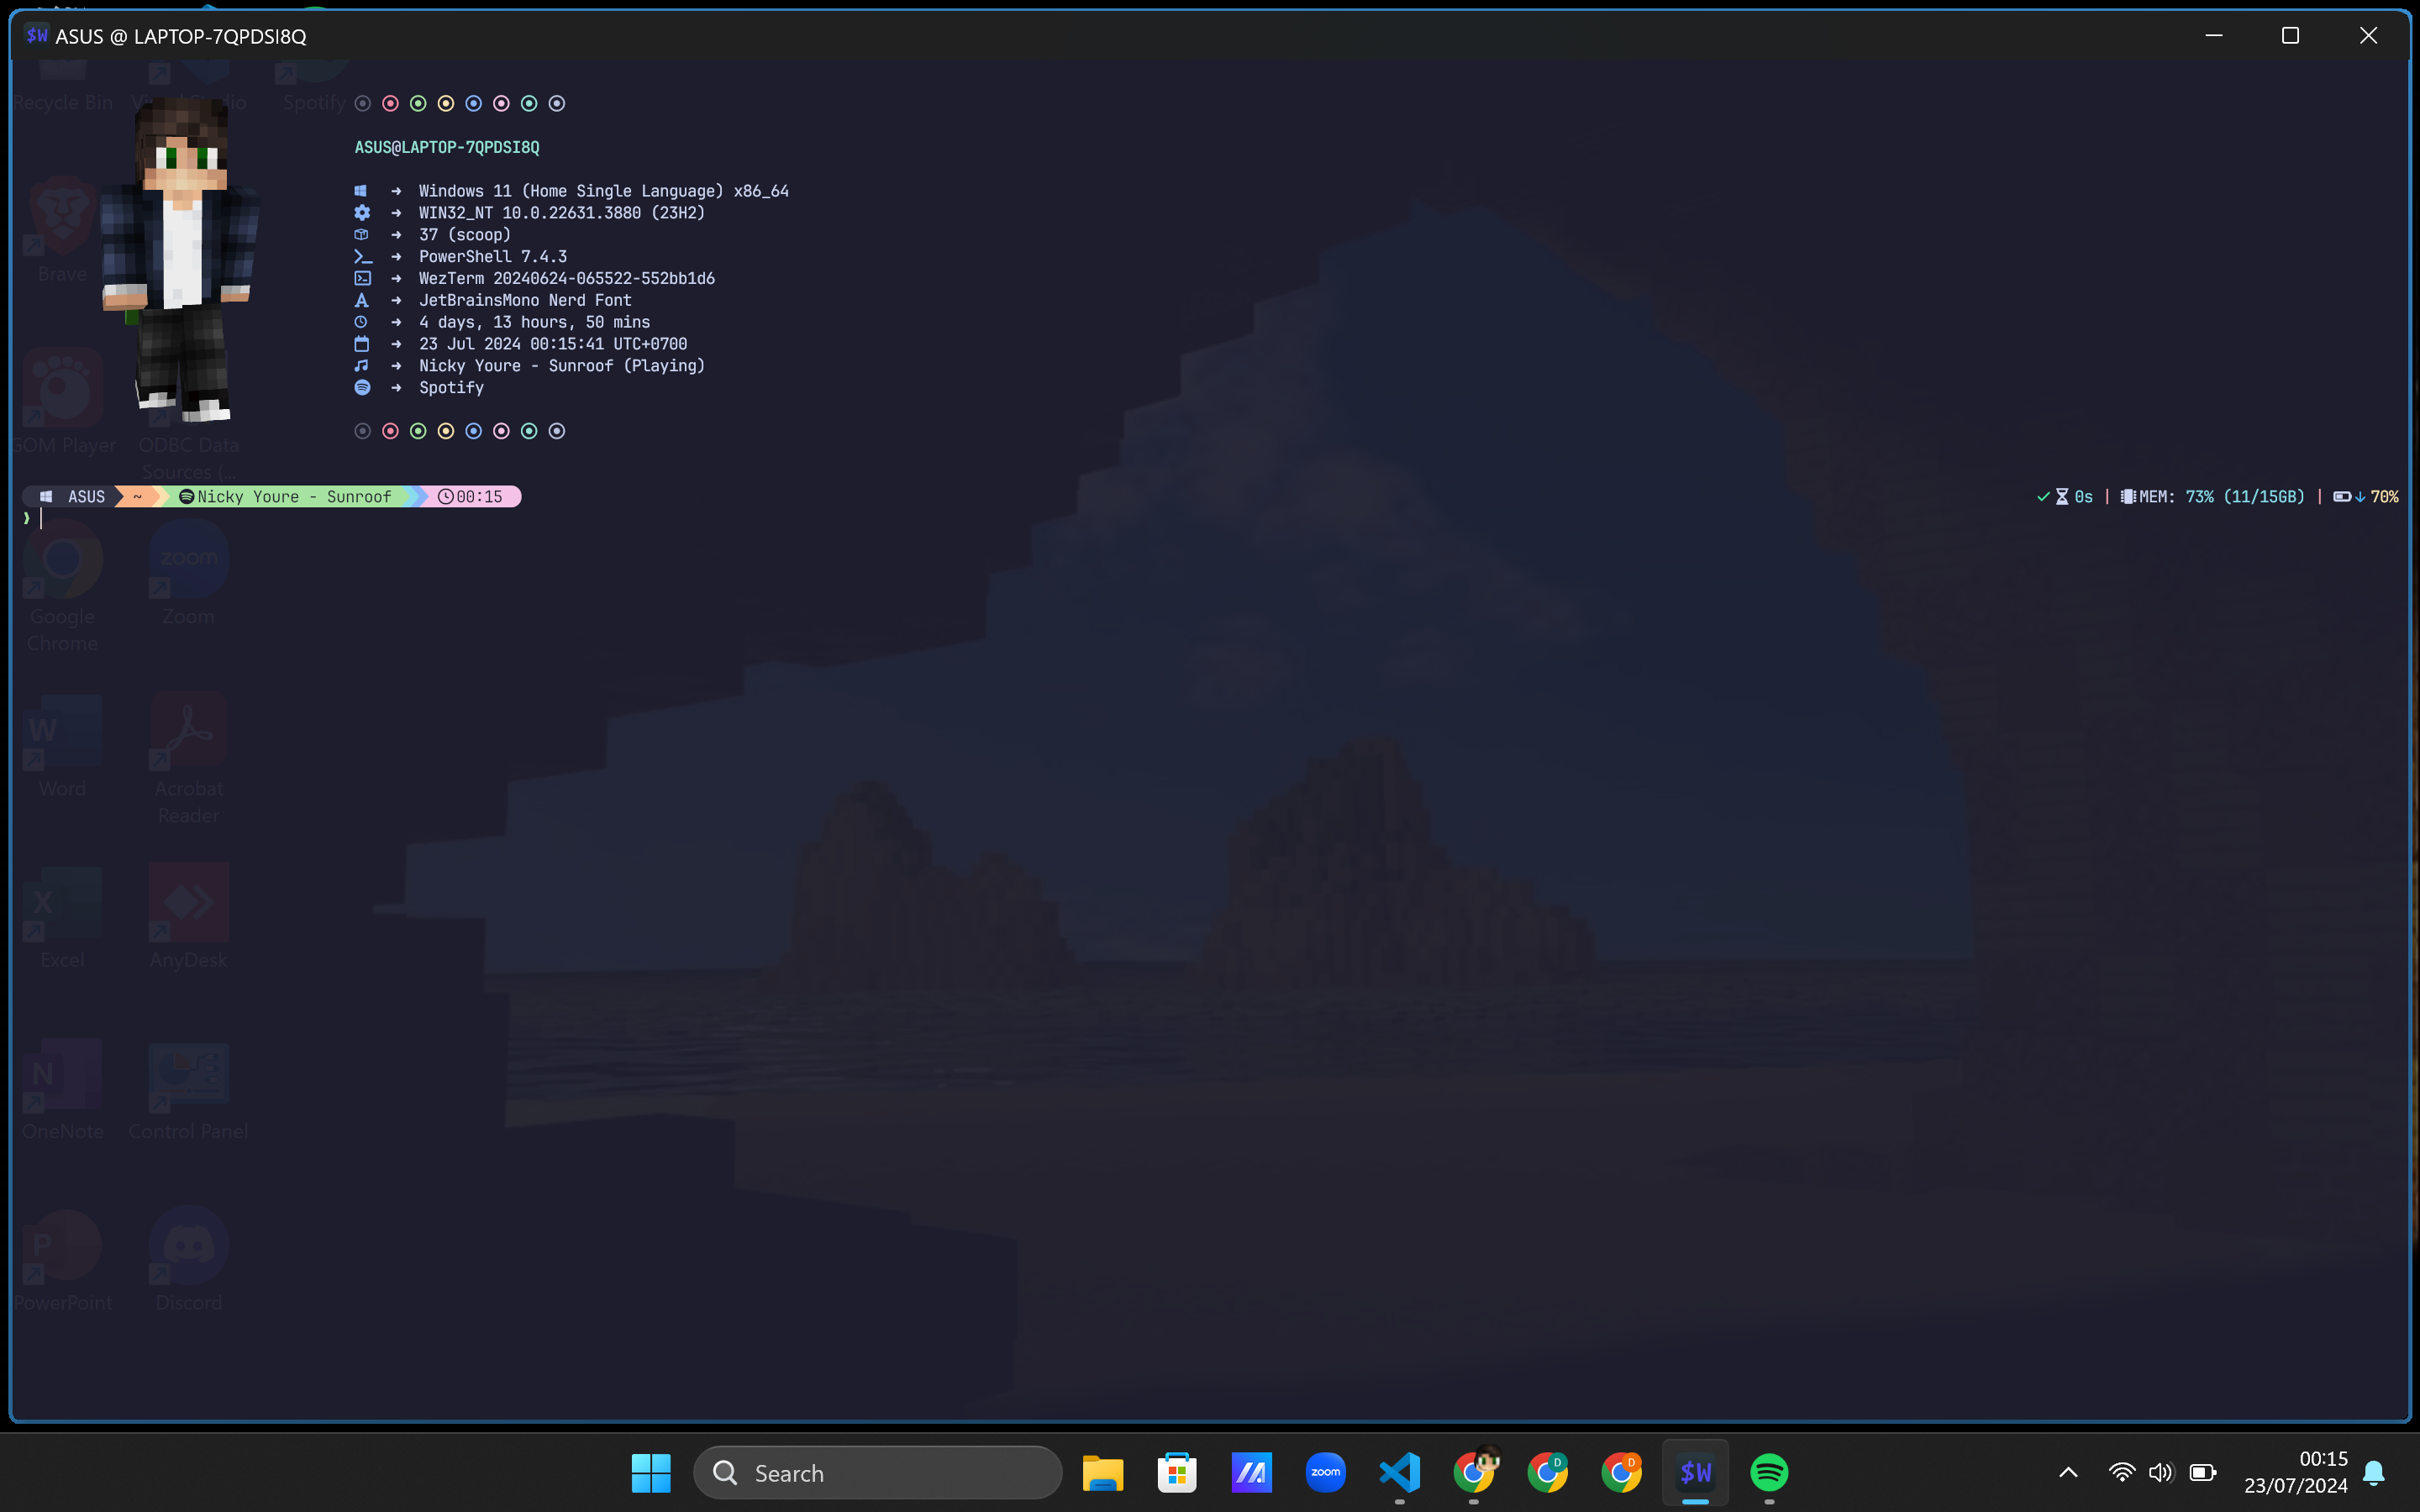 $W ASUS @ LAPTOP-7QPDSI8Q
Recycle Bin
Spotify
ASUS@LAPTOP-7QPDSI8Q
➜ Windows 11 (Home Single Language) x86_64
➜ WIN32_NT 10.0.22631.3880 (23H2)
➜ 37 (scoop)
➜ PowerShell 7.4.3
➜ WezTerm 20240624-065522-552bb1d6
➜ JetBrainsMono Nerd Font
➜ 4 days, 13 hours, 50 mins
➜ 23 Jul 2024 00:15:41 UTC+0700
➜ Nicky Youre - Sunroof (Playing)
➜ Spotify
Brave
GOM Player
ODBC Data
Sources (...
ASUS ~ Nicky Youre - Sunroof 00:15
0s | MEM: 73% (11/15GB) | 70%
❯
zoom
Google
Chrome
Zoom
W
Word
Acrobat
Reader
X
Excel
AnyDesk
N
OneNote
Control Panel
P
PowerPoint
Discord
Search
zoom
D
D
$W
00:15
23/07/2024